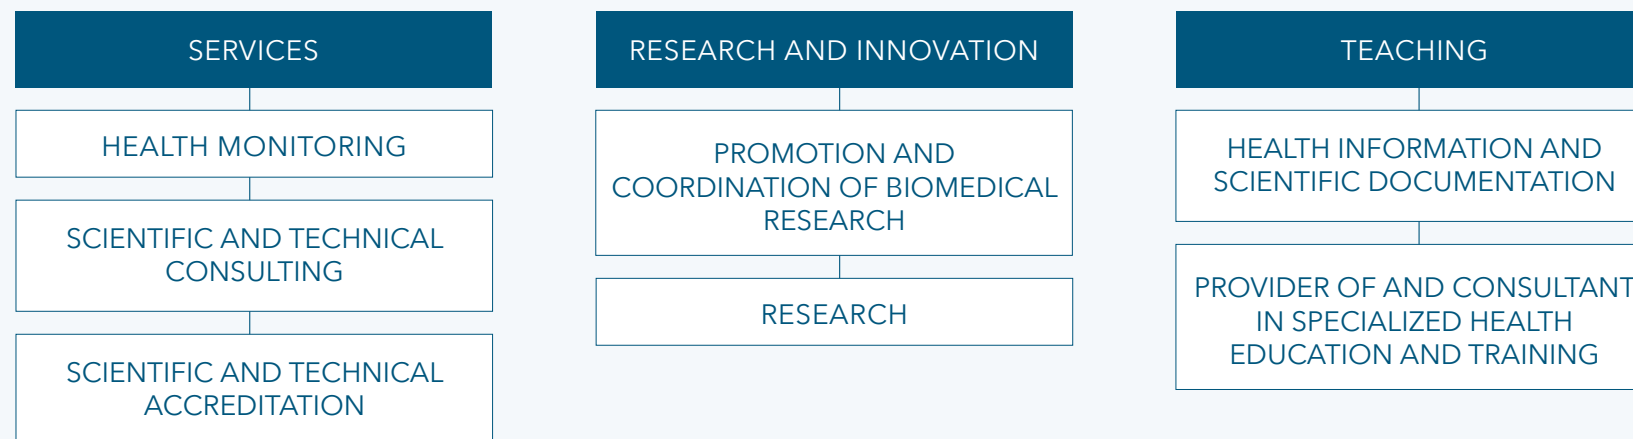 SERVICES
HEALTH MONITORING
SCIENTIFIC AND TECHNICAL
CONSULTING
SCIENTIFIC AND TECHNICAL
ACCREDITATION
RESEARCH AND INNOVATION
PROMOTION AND
COORDINATION OF BIOMEDICAL
RESEARCH
RESEARCH
TEACHING
HEALTH INFORMATION AND
SCIENTIFIC DOCUMENTATION
PROVIDER OF AND CONSULTANT
IN SPECIALIZED HEALTH
EDUCATION AND TRAINING